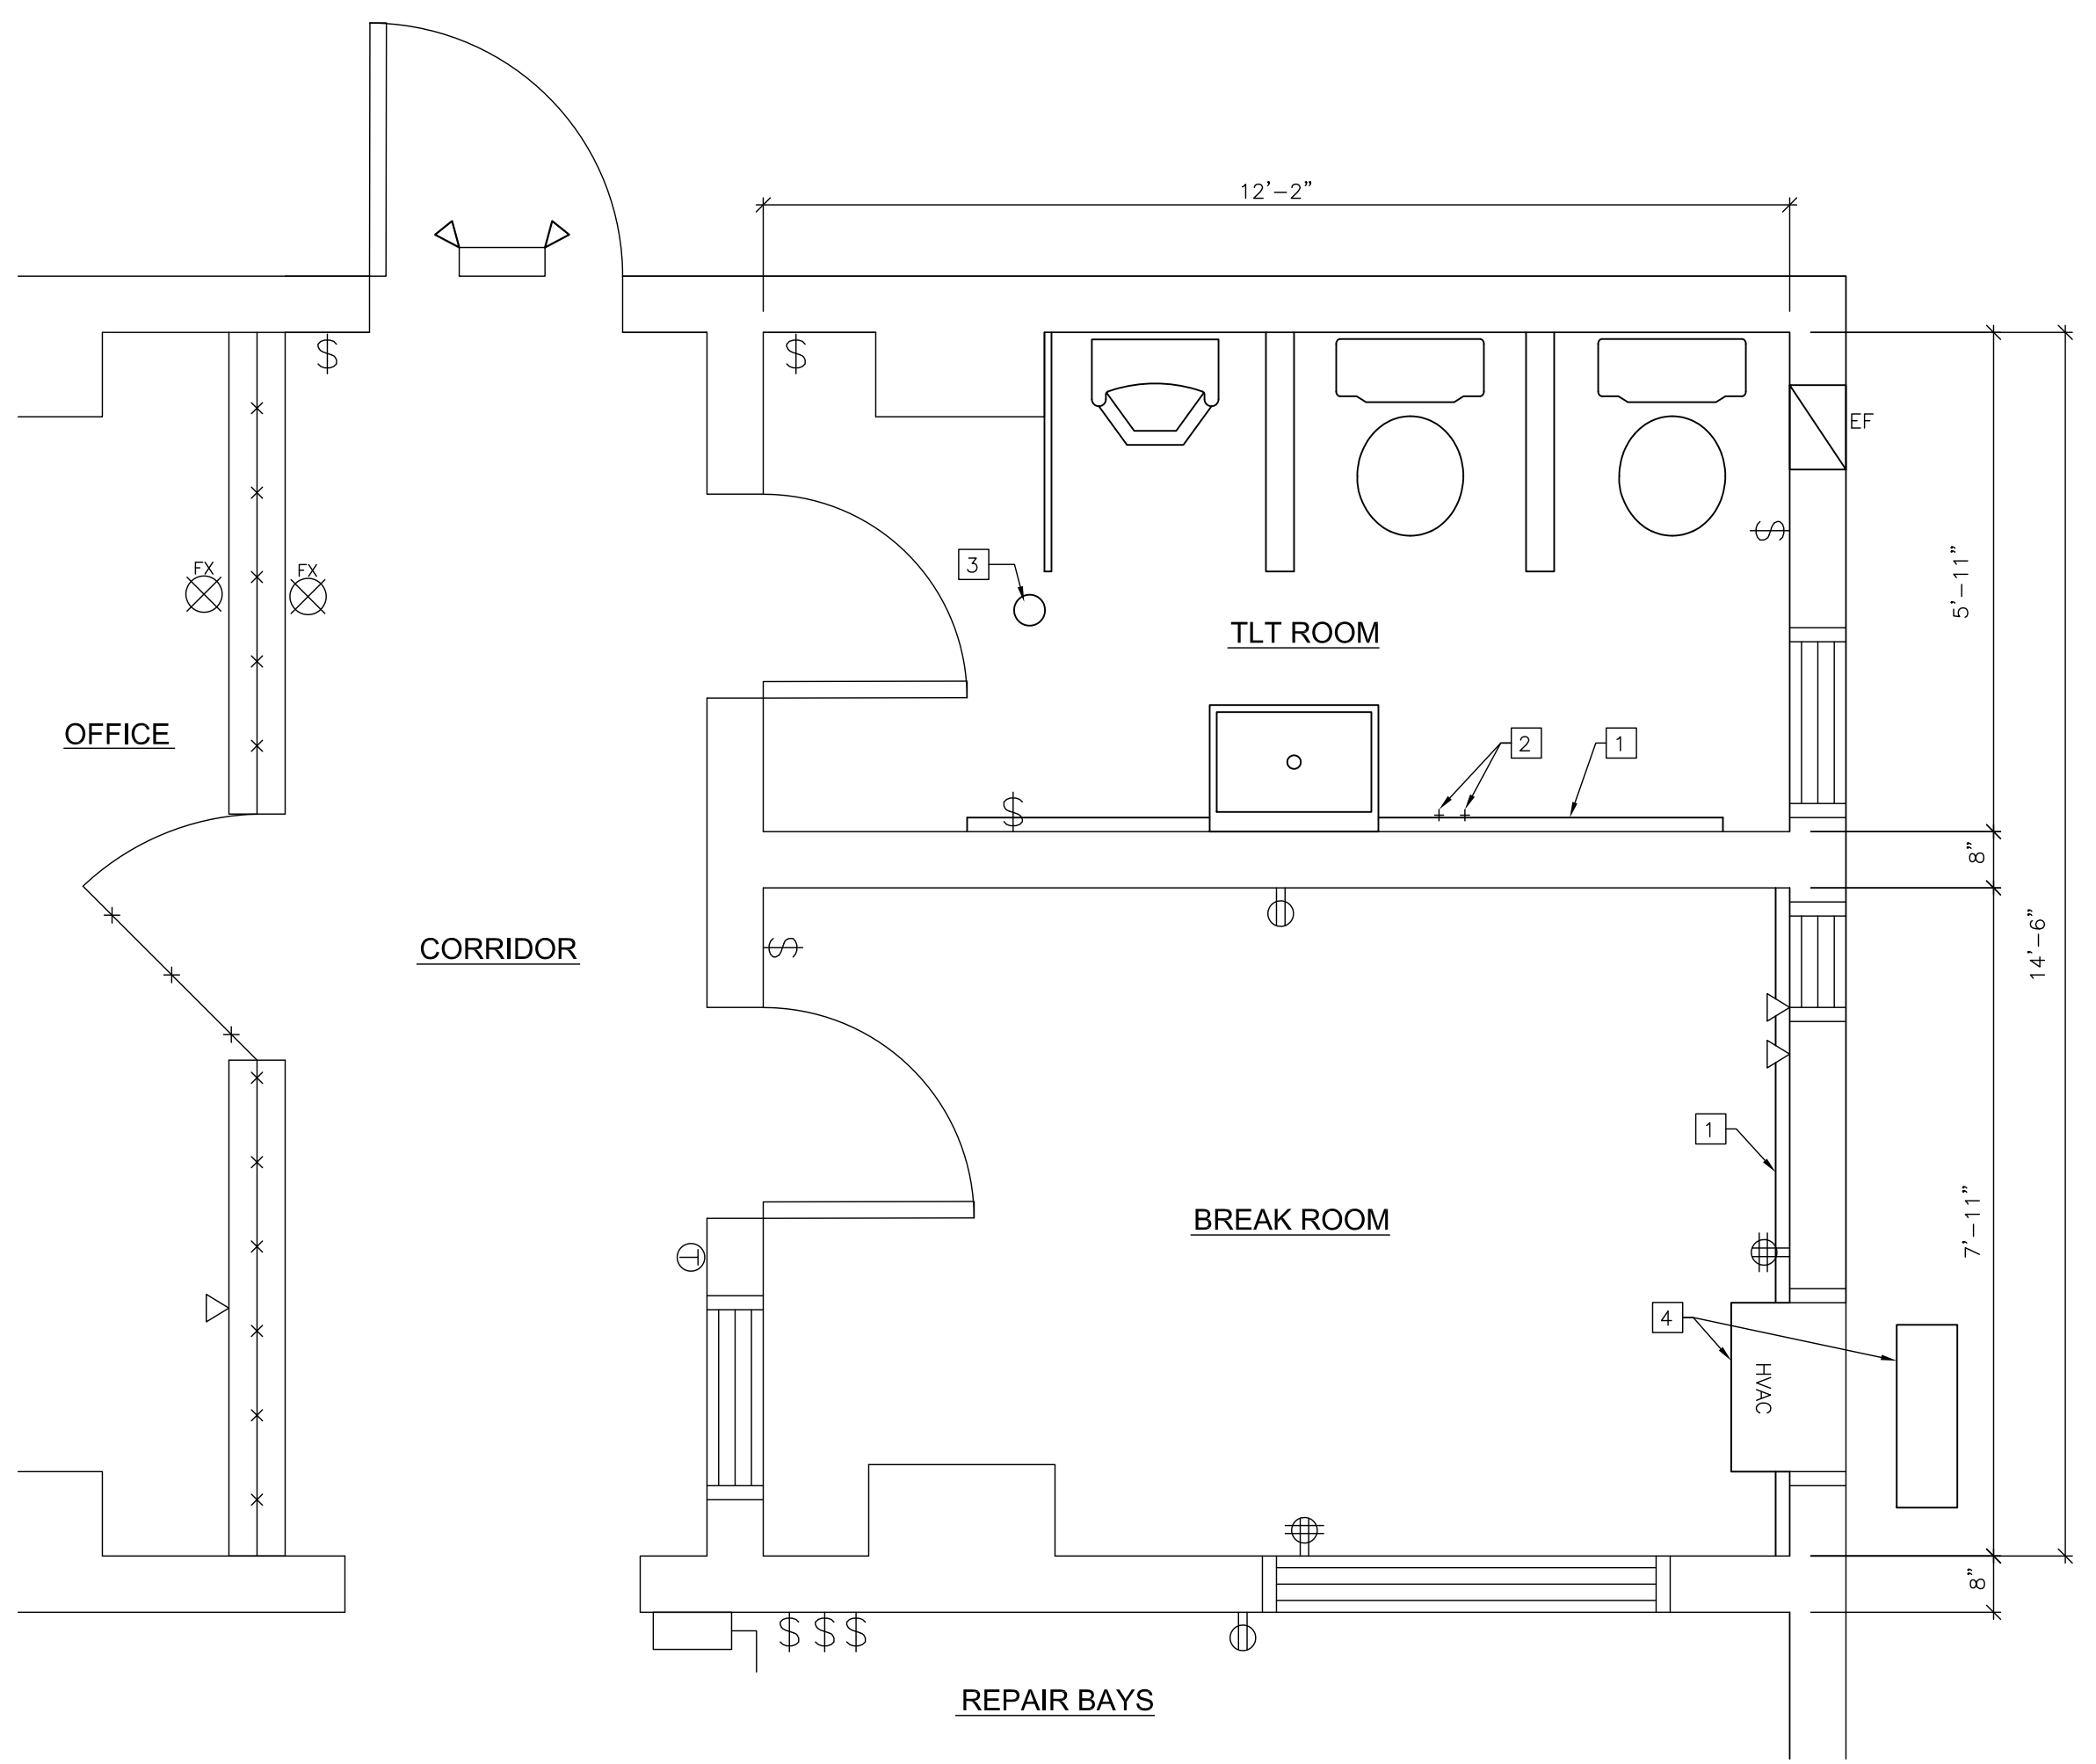 12'-2"
EF
FX
FX
3
5'-11"
TLT ROOM
OFFICE
2
1
8"
CORRIDOR
14'-6"
1
BREAK ROOM
7'-11"
T
4
HVAC
8"
REPAIR BAYS
$
$
$
$
$
$
$
$